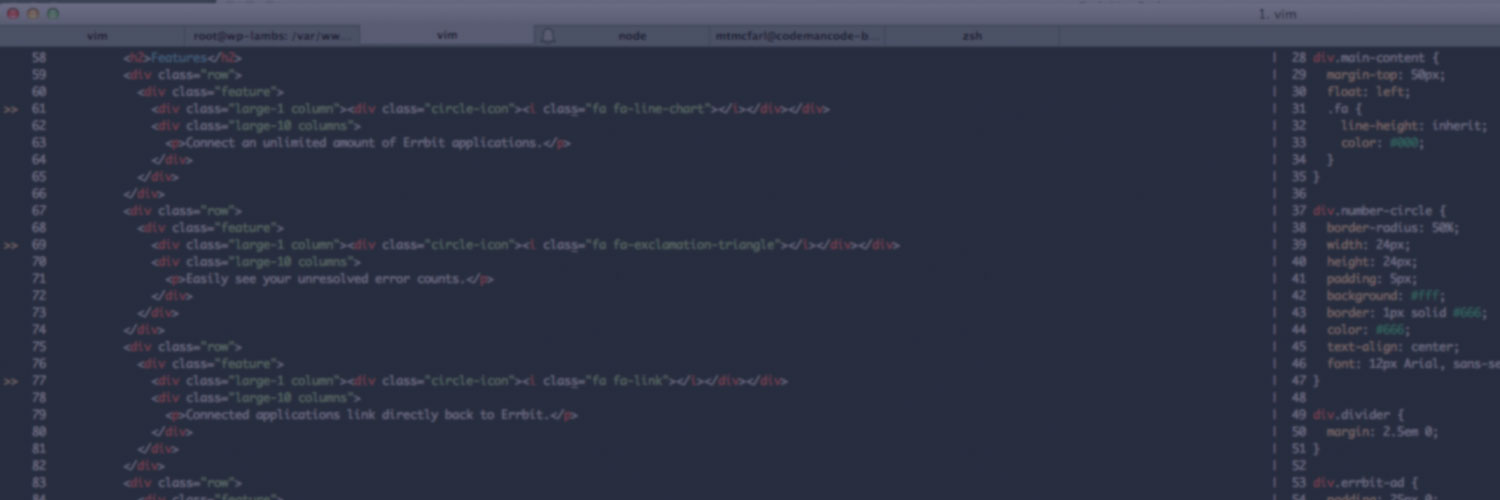 1. vim
vim
root@wp-lambs: /var/ww...
vim
node
mtmcfarl@codemancode-b...
zsh
58 <h2>Features</h2>
59 <div class="row">
60 <div class="feature">
>> 61 <div class="large-1 column"><div class="circle-icon"><i class="fa fa-line-chart"></i></div></div>
62 <div class="large-10 columns">
63 <p>Connect an unlimited amount of Errbit applications.</p>
64 </div>
65 </div>
66 </div>
67 <div class="row">
68 <div class="feature">
>> 69 <div class="large-1 column"><div class="circle-icon"><i class="fa fa-exclamation-triangle"></i></div></div>
70 <div class="large-10 columns">
71 <p>Easily see your unresolved error counts.</p>
72 </div>
73 </div>
74 </div>
75 <div class="row">
76 <div class="feature">
>> 77 <div class="large-1 column"><div class="circle-icon"><i class="fa fa-link"></i></div></div>
78 <div class="large-10 columns">
79 <p>Connected applications link directly back to Errbit.</p>
80 </div>
81 </div>
82 </div>
83 <div class="row">
84 <div class="feature">
28 div.main-content {
29 margin-top: 50px;
30 float: left;
31 .fa {
32 line-height: inherit;
33 color: #000;
34 }
35 }
36
37 div.number-circle {
38 border-radius: 50%;
39 width: 24px;
40 height: 24px;
41 padding: 5px;
42 background: #fff;
43 border: 1px solid #666;
44 color: #666;
45 text-align: center;
46 font: 12px Arial, sans-se
47 }
48
49 div.divider {
50 margin: 2.5em 0;
51 }
52
53 div.errbit-ad {
54 padding: 25px 0